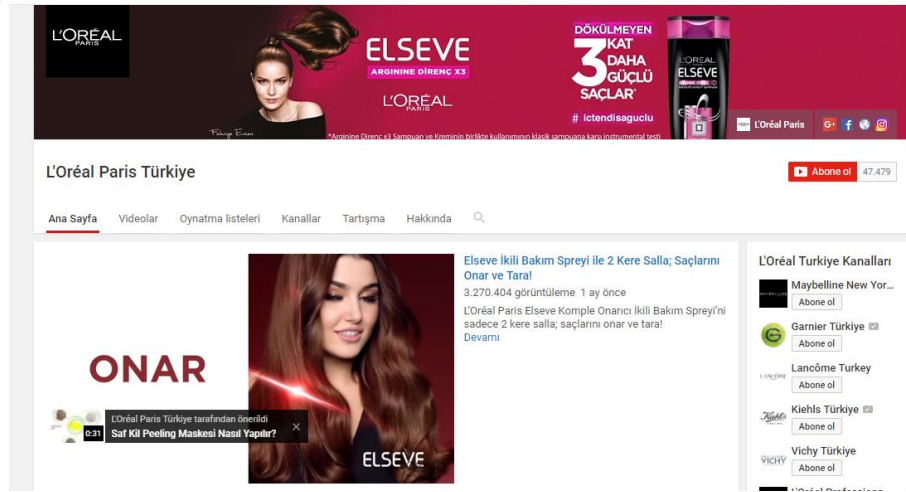 L'ORÉAL
PARIS
ELSEVE
ARGININE DİRENÇ X3
L'ORÉAL
PARIS
DÖKÜLMEYEN
3 KAT
DAHA
GÜÇLÜ
SAÇLAR*
# ictendisaguclu
L'OREAL
ELSEVE
Fahriye Evcen
*Arginine Direnç x3 Şampuan ve Kreminin birlikte kullanımının klasik şampuana karşı instrumental testi
L'Oréal Paris
L'Oréal Paris Türkiye
Abone ol 47.479
Ana Sayfa Videolar Oynatma listeleri Kanallar Tartışma Hakkında
ONAR
ELSEVE
0:31
L'Oréal Paris Türkiye tarafından önerildi
Saf Kil Peeling Maskesi Nasıl Yapılır?
Elseve İkili Bakım Spreyi ile 2 Kere Salla; Saçlarını
Onar ve Tara!
3.270.404 görüntüleme 1 ay önce
L'Oréal Paris Elseve Komple Onarıcı İkili Bakım Spreyi'ni
sadece 2 kere salla; saçlarını onar ve tara!
Devamı
L'Oréal Turkiye Kanalları
Maybelline New Yor...
Abone ol
Garnier Türkiye
Abone ol
LANCÔME
Lancôme Turkey
Abone ol
Kiehl's
Kiehls Türkiye
Abone ol
VICHY
Vichy Türkiye
Abone ol